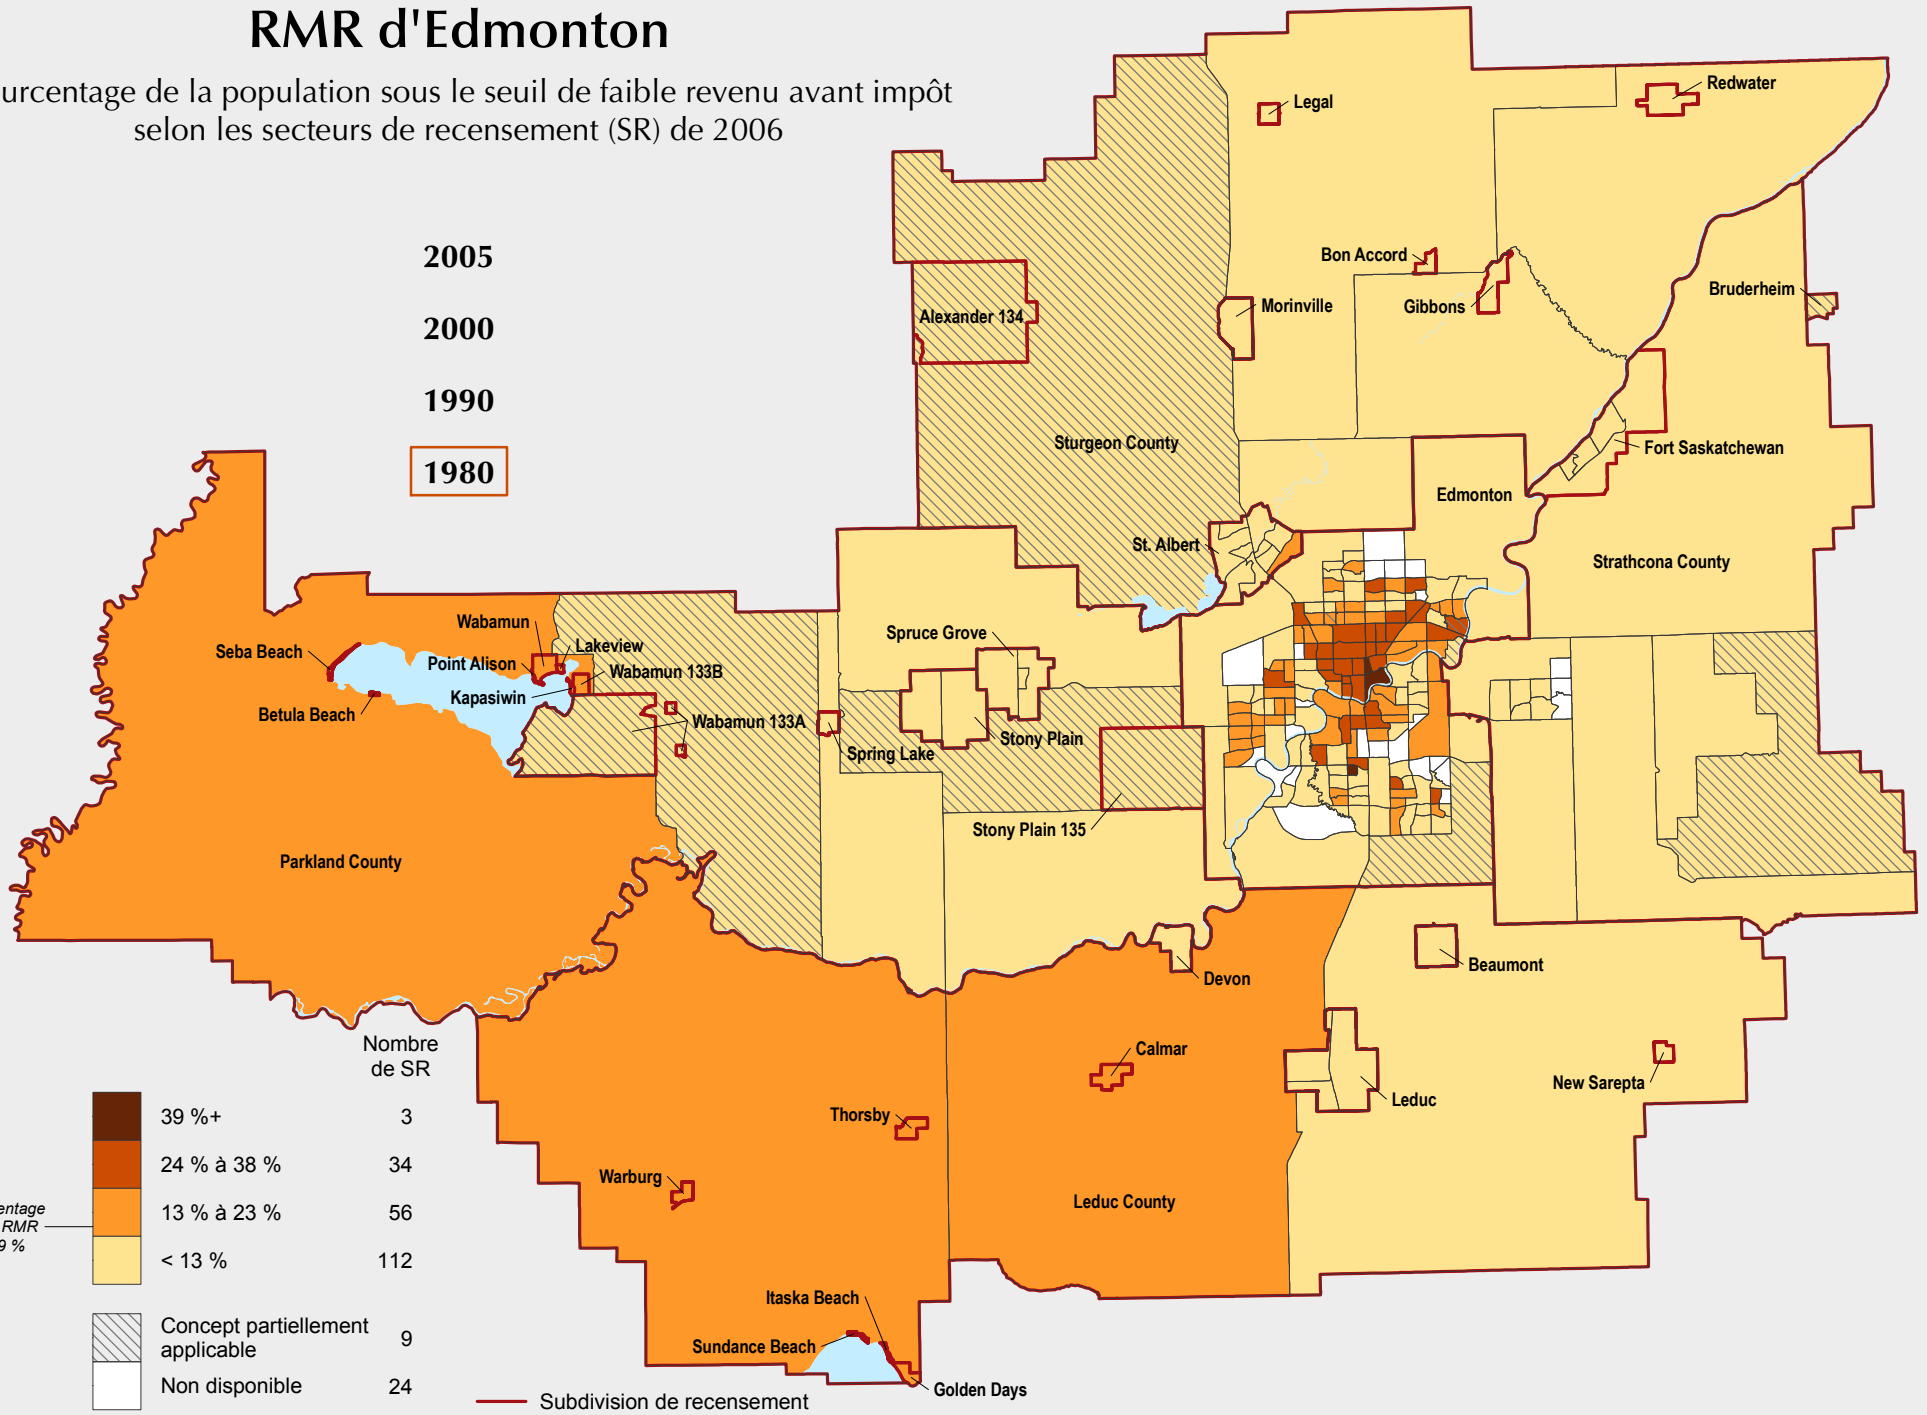 RMR d'Edmonton
urcentage de la population sous le seuil de faible revenu avant impôt
selon les secteurs de recensement (SR) de 2006
2005
2000
1990
1980
Legal
Redwater
Bon Accord
Gibbons
Morinville
Bruderheim
Alexander 134
Sturgeon County
Fort Saskatchewan
Edmonton
St. Albert
Strathcona County
Wabamun
Lakeview
Seba Beach
Point Alison
Wabamun 133B
Kapasiwin
Betula Beach
Wabamun 133A
Spruce Grove
Stony Plain
Spring Lake
Stony Plain 135
Parkland County
Devon
Beaumont
Calmar
New Sarepta
Leduc
Thorsby
Warburg
Leduc County
Itaska Beach
Sundance Beach
Golden Days
Nombre
de SR
39 %+ 3
24 % à 38 % 34
13 % à 23 % 56
< 13 % 112
entage
RMR
9 %
Concept partiellement
applicable 9
Non disponible 24
Subdivision de recensement